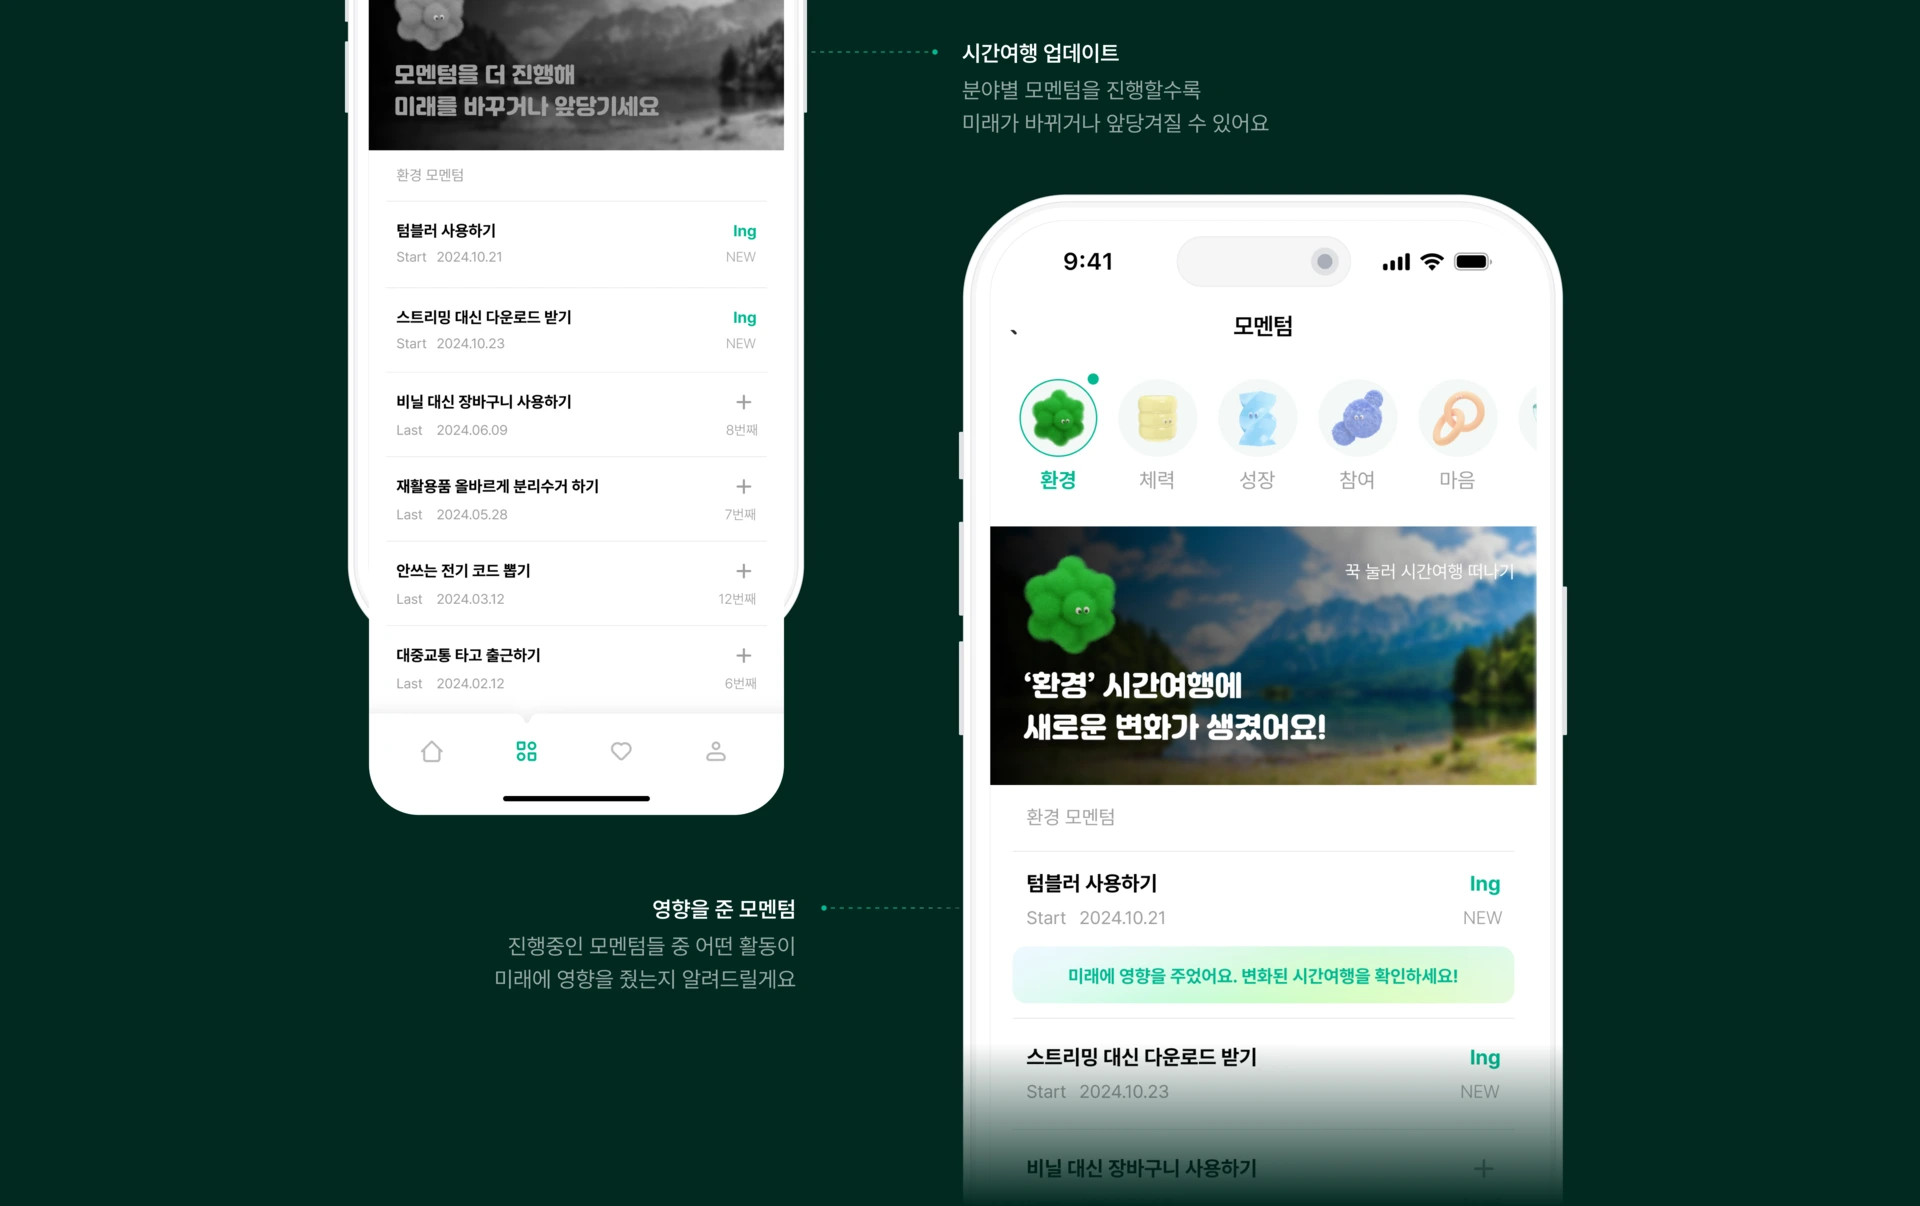 모멘텀을 더 진행해
미래를 바꾸거나 앞당기세요
환경 모멘텀
텀블러 사용하기
Ing
Start 2024.10.21
NEW
스트리밍 대신 다운로드 받기
Ing
Start 2024.10.23
NEW
비닐 대신 장바구니 사용하기
Last 2024.06.09
8번째
재활용품 올바르게 분리수거 하기
Last 2024.05.28
7번째
안쓰는 전기 코드 뽑기
Last 2024.03.12
12번째
대중교통 타고 출근하기
Last 2024.02.12
6번째
시간여행 업데이트
분야별 모멘텀을 진행할수록
미래가 바뀌거나 앞당겨질 수 있어요
9:41
모멘텀
환경
체력
성장
참여
마음
꾹 눌러 시간여행 떠나기
‘환경’ 시간여행에
새로운 변화가 생겼어요!
환경 모멘텀
텀블러 사용하기
Ing
Start 2024.10.21
NEW
미래에 영향을 주었어요. 변화된 시간여행을 확인하세요!
스트리밍 대신 다운로드 받기
Ing
Start 2024.10.23
NEW
비닐 대신 장바구니 사용하기
영향을 준 모멘텀
진행중인 모멘텀들 중 어떤 활동이
미래에 영향을 줬는지 알려드릴게요